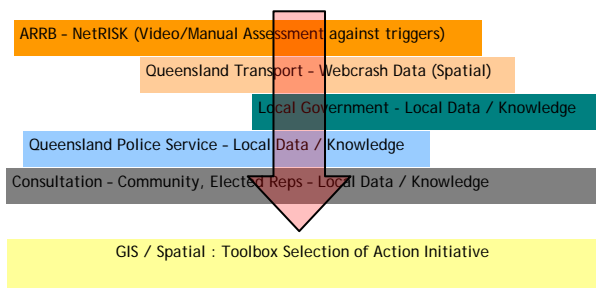 ARRB - NetRISK (Video/Manual Assessment against triggers)
Queensland Transport - Webcrash Data (Spatial)
Local Government - Local Data / Knowledge
Queensland Police Service - Local Data / Knowledge
Consultation - Community, Elected Reps - Local Data / Knowledge
GIS / Spatial : Toolbox Selection of Action Initiative